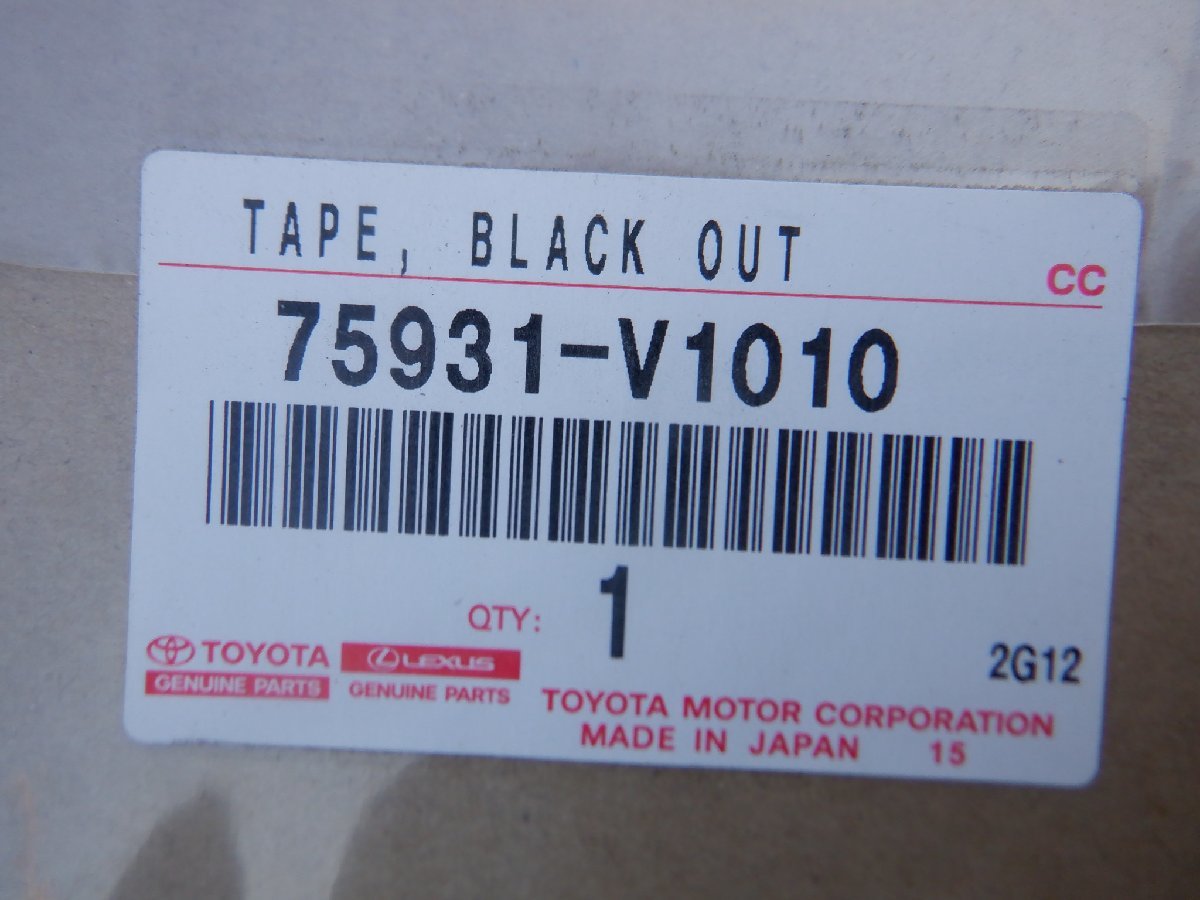 TAPE, BLACK OUT
CC
75931-V1010
QTY: 1
2G12
TOYOTA
GENUINE PARTS
LEXUS
GENUINE PARTS
TOYOTA MOTOR CORPORATION
MADE IN JAPAN 15